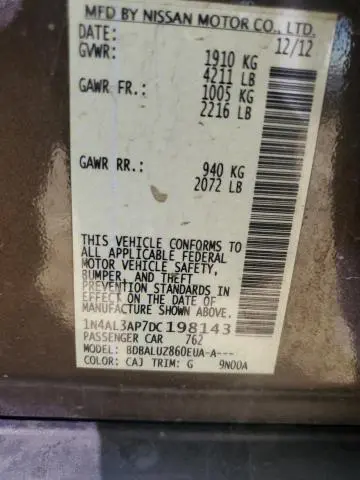 MFD BY NISSAN MOTOR CO., LTD.
DATE: 12/12
GVWR: 1910 KG
4211 LB
GAWR FR.: 1005 KG
2216 LB
GAWR RR.: 940 KG
2072 LB
THIS VEHICLE CONFORMS TO
ALL APPLICABLE FEDERAL
MOTOR VEHICLE SAFETY,
BUMPER, AND THEFT
PREVENTION STANDARDS IN
EFFECT ON THE DATE OF
MANUFACTURE SHOWN ABOVE.
1N4AL3AP7DC198143
PASSENGER CAR 762
MODEL: BDBALUZ860EUA-A---
COLOR: CAJ TRIM: G 9N00A